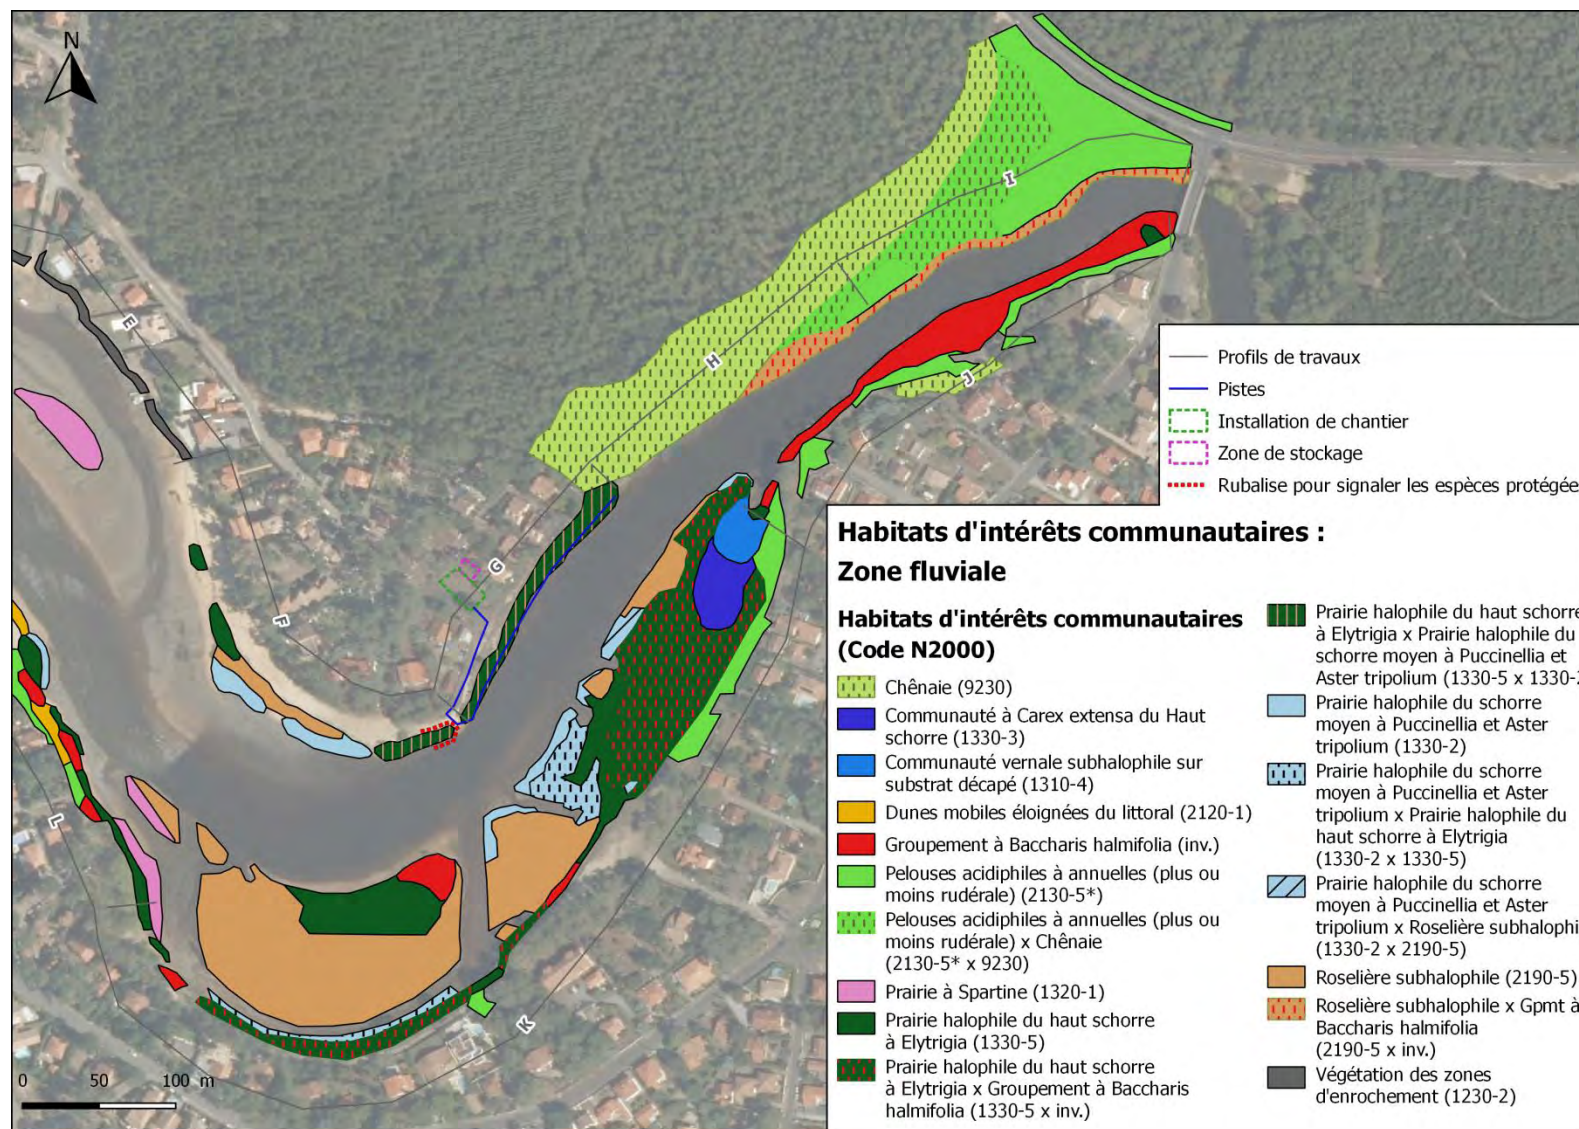 N
E
F
G
H
I
J
K
L
0 50 100 m
Profils de travaux
Pistes
Installation de chantier
Zone de stockage
Rubalise pour signaler les espèces protégée
Habitats d'intérêts communautaires :
Zone fluviale
Habitats d'intérêts communautaires
(Code N2000)
Chênaie (9230)
Communauté à Carex extensa du Haut
schorre (1330-3)
Communauté vernale subhalophile sur
substrat décapé (1310-4)
Dunes mobiles éloignées du littoral (2120-1)
Groupement à Baccharis halmifolia (inv.)
Pelouses acidiphiles à annuelles (plus ou
moins rudérale) (2130-5*)
Pelouses acidiphiles à annuelles (plus ou
moins rudérale) x Chênaie
(2130-5* x 9230)
Prairie à Spartine (1320-1)
Prairie halophile du haut schorre
à Elytrigia (1330-5)
Prairie halophile du haut schorre
à Elytrigia x Groupement à Baccharis
halmifolia (1330-5 x inv.)
Prairie halophile du haut schorre
à Elytrigia x Prairie halophile du
schorre moyen à Puccinellia et
Aster tripolium (1330-5 x 1330-2
Prairie halophile du schorre
moyen à Puccinellia et Aster
tripolium (1330-2)
Prairie halophile du schorre
moyen à Puccinellia et Aster
tripolium x Prairie halophile du
haut schorre à Elytrigia
(1330-2 x 1330-5)
Prairie halophile du schorre
moyen à Puccinellia et Aster
tripolium x Roselière subhalophi
(1330-2 x 2190-5)
Roselière subhalophile (2190-5)
Roselière subhalophile x Gpmt à
Baccharis halmifolia
(2190-5 x inv.)
Végétation des zones
d'enrochement (1230-2)